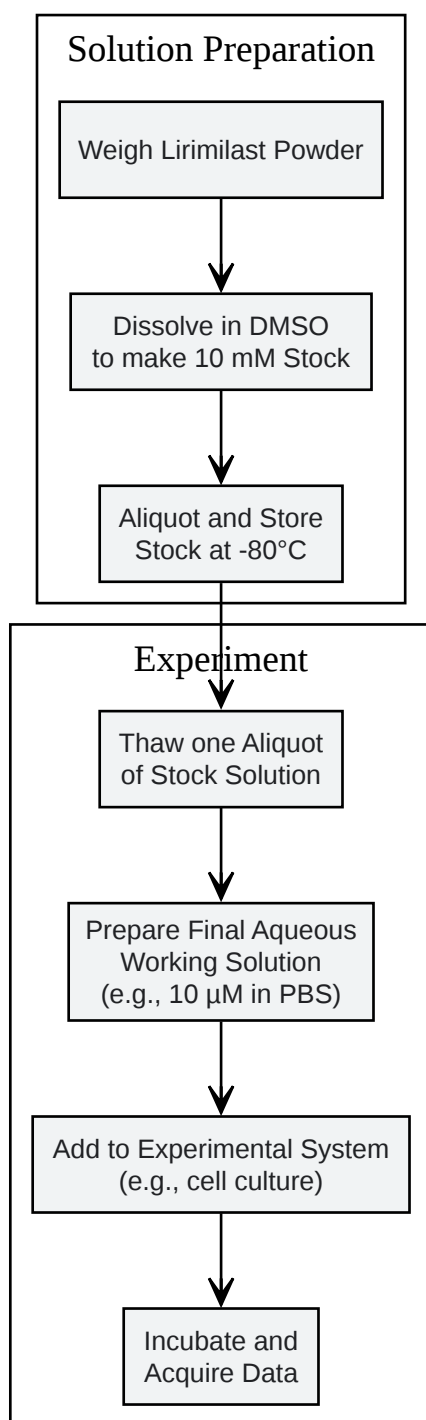 Solution Preparation
Weigh Lirimilast Powder
Dissolve in DMSO
to make 10 mM Stock
Aliquot and Store
Stock at -80°C
Experiment
Thaw one Aliquot
of Stock Solution
Prepare Final Aqueous
Working Solution
(e.g., 10 µM in PBS)
Add to Experimental System
(e.g., cell culture)
Incubate and
Acquire Data